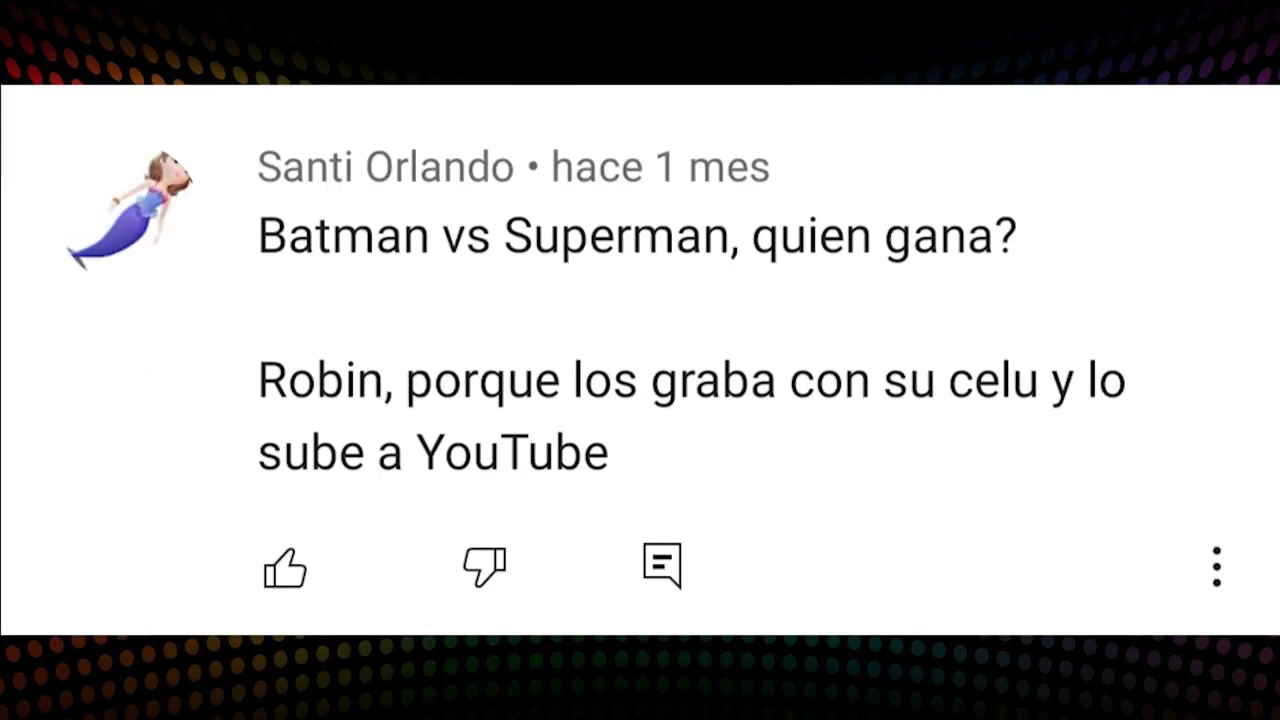 Santi Orlando • hace 1 mes
Batman vs Superman, quien gana?
Robin, porque los graba con su celu y lo
sube a YouTube